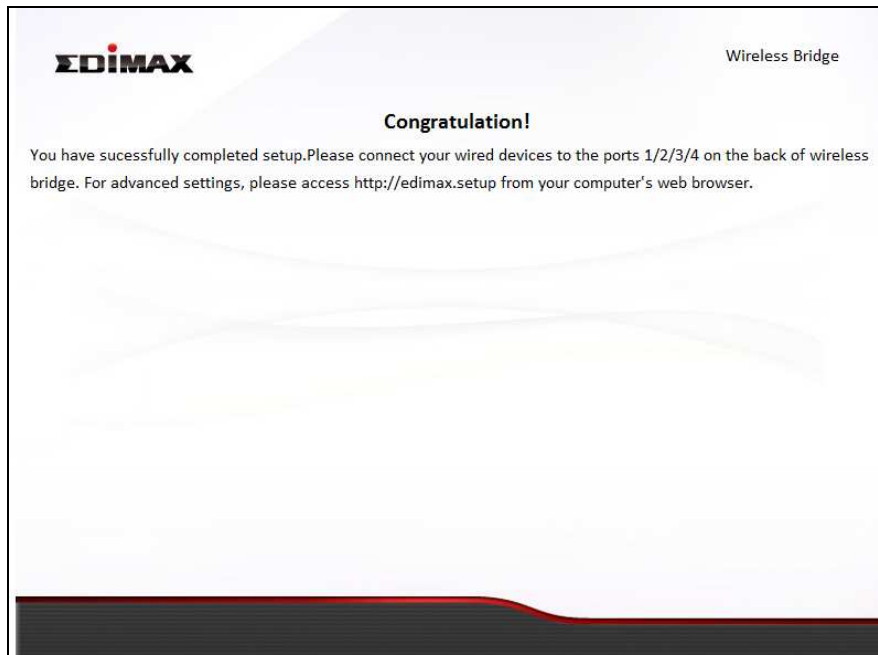 EDIMAX
Wireless Bridge
Congratulation!
You have sucessfully completed setup.Please connect your wired devices to the ports 1/2/3/4 on the back of wireless
bridge. For advanced settings, please access http://edimax.setup from your computer's web browser.